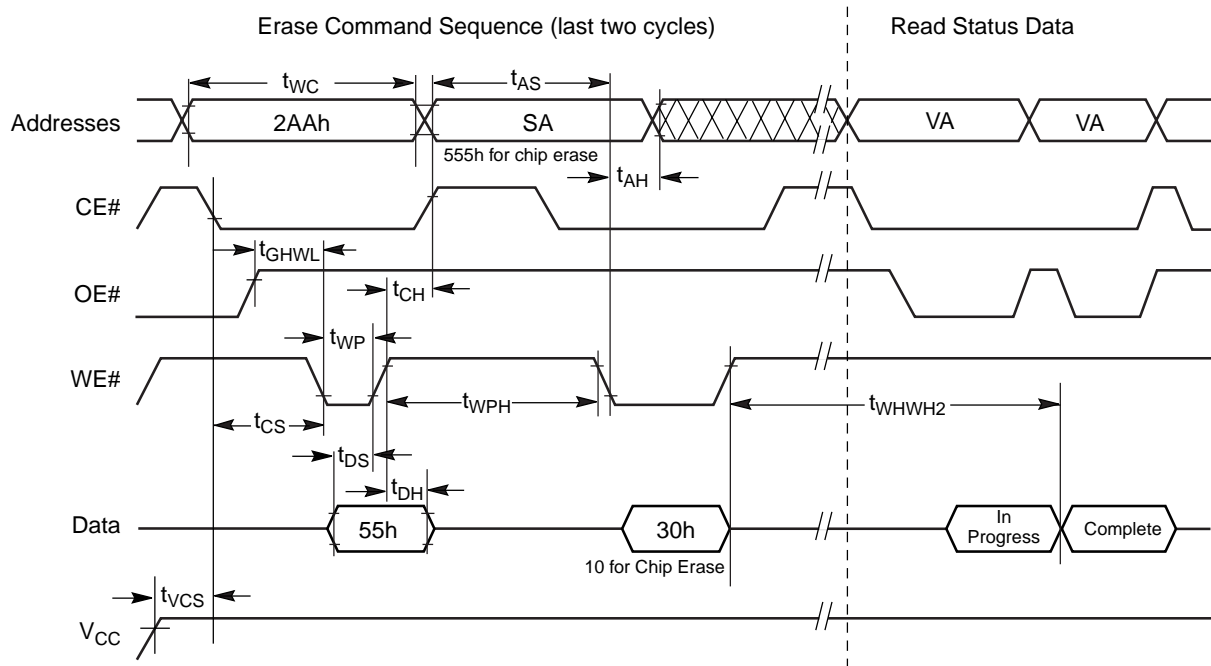 Erase Command Sequence (last two cycles)
Read Status Data
tWC
tAS
Addresses
2AAh
SA
VA
VA
555h for chip erase
tAH
CE#
tGHWL
OE#
tCH
tWP
WE#
tWPH
tWHWH2
tCS
tDS
tDH
Data
55h
30h
In
Progress
Complete
10 for Chip Erase
tVCS
VCC